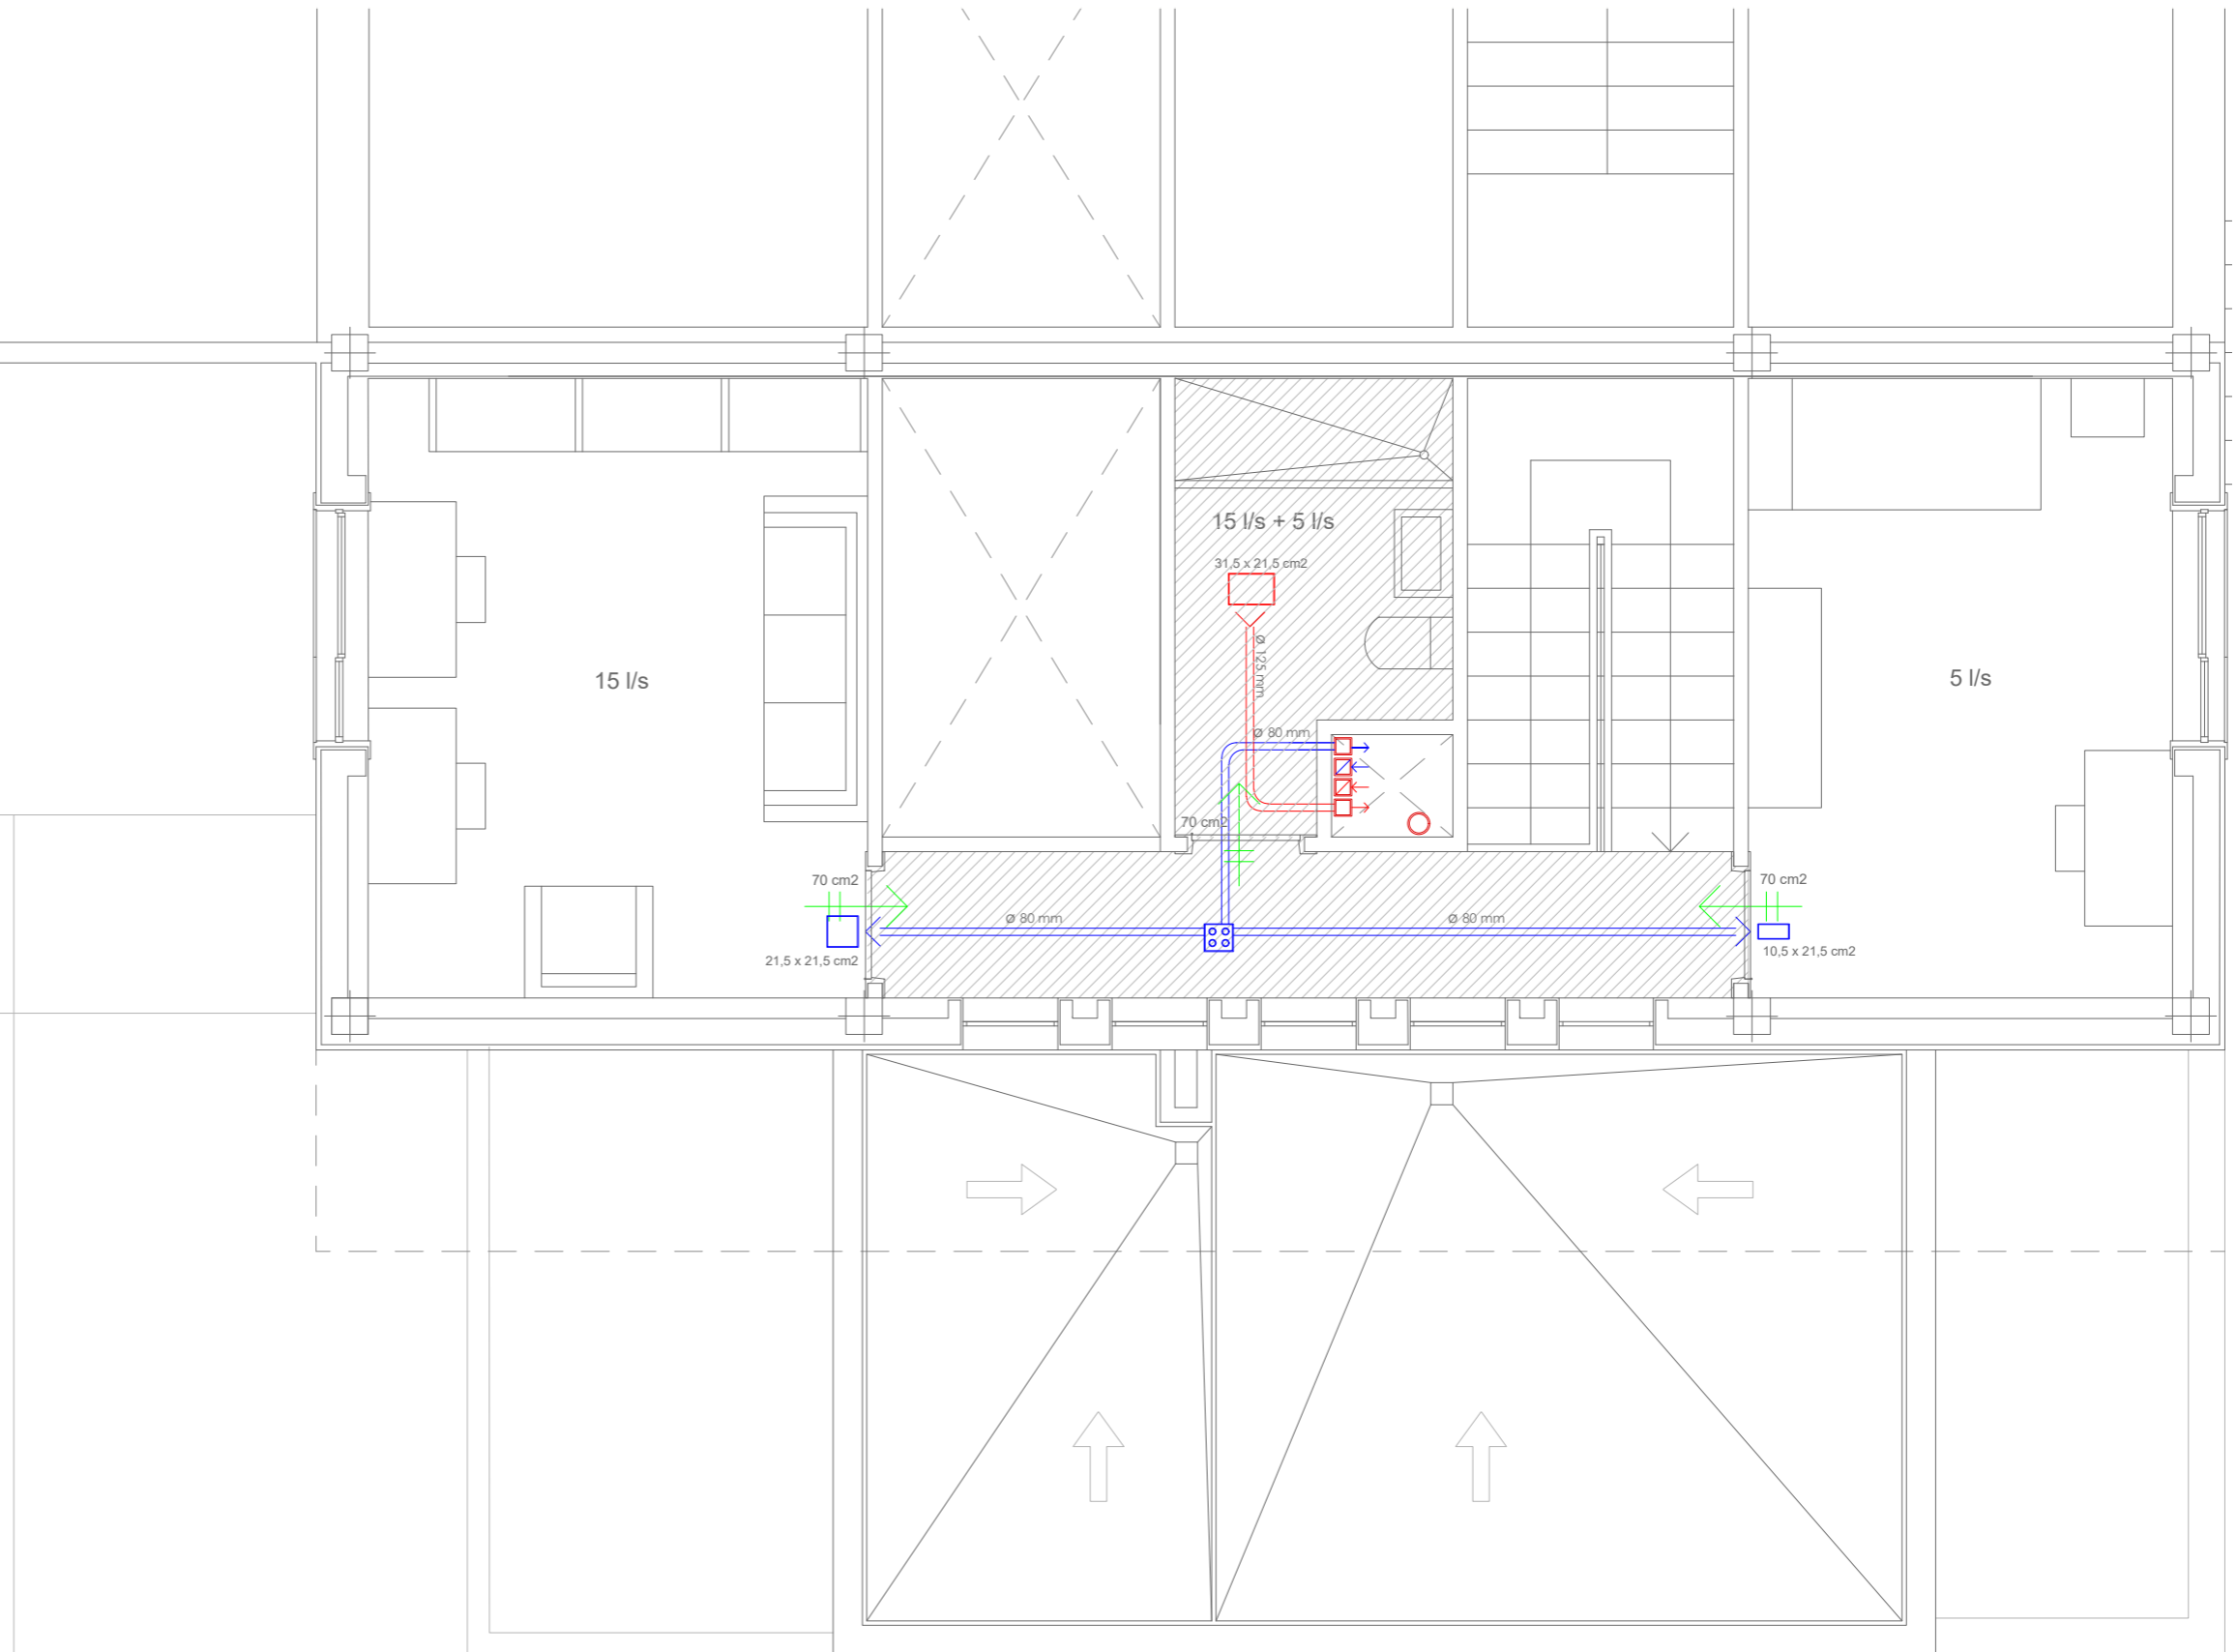 15 l/s + 5 l/s
31,5 x 21,5 cm2
Ø 125 mm
15 l/s
5 l/s
Ø 80 mm
70 cm2
70 cm2
70 cm2
Ø 80 mm
Ø 80 mm
21,5 x 21,5 cm2
10,5 x 21,5 cm2